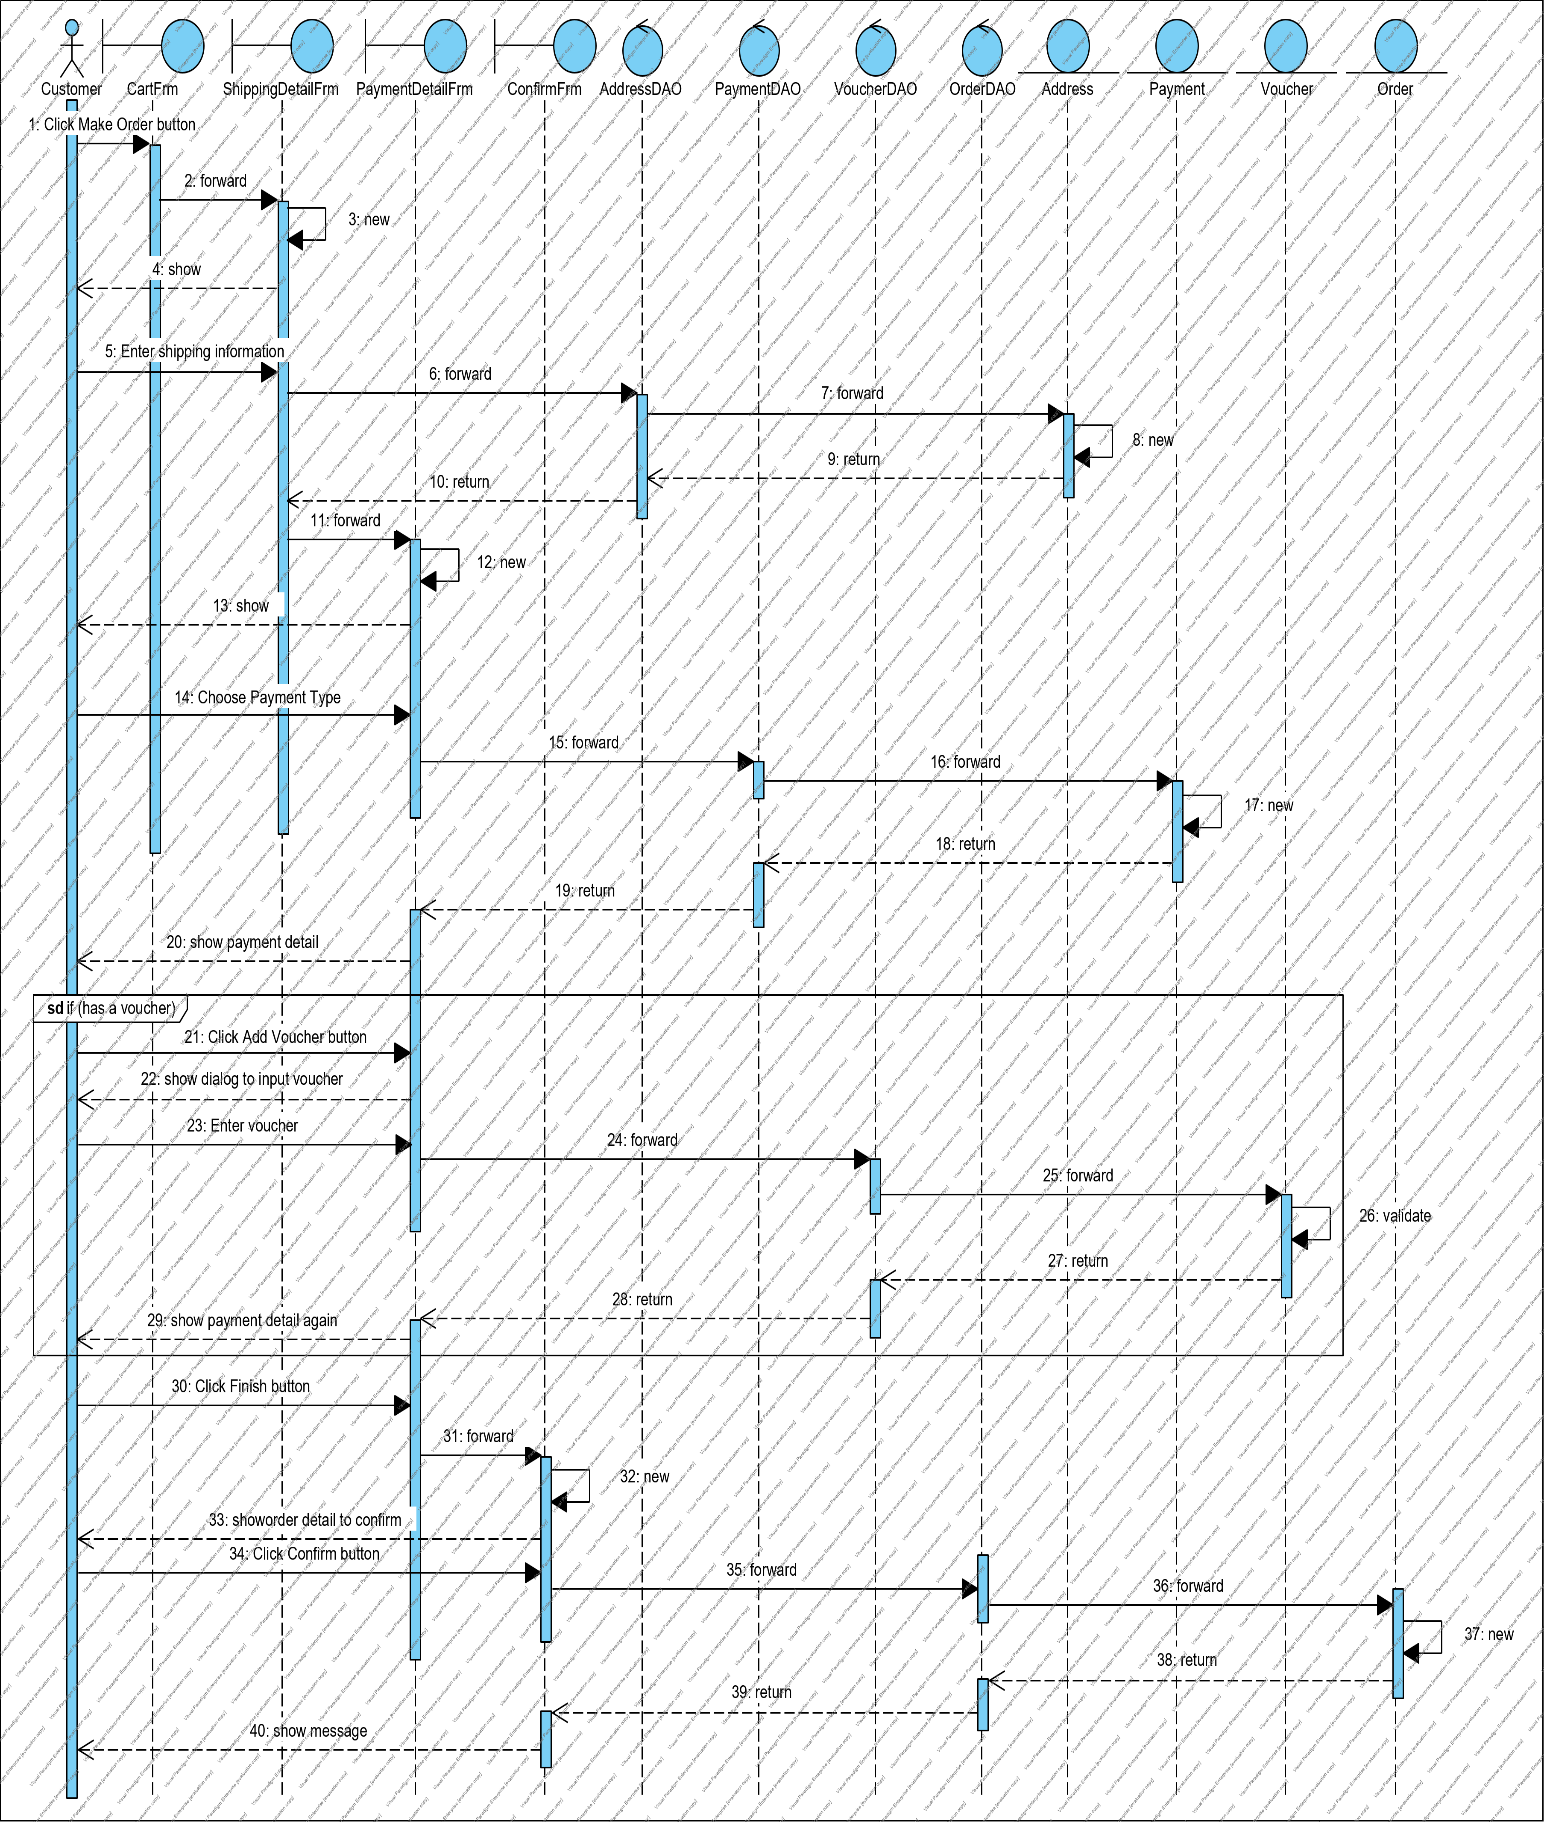 Customer CartFrm ShippingDetailFrm PaymentDetailFrm ConfirmFrm AddressDAO PaymentDAO VoucherDAO OrderDAO Address Payment Voucher Order
1: Click Make Order button
2: forward
3: new
4: show
5: Enter shipping information
6: forward
7: forward
8: new
9: return
10: return
11: forward
12: new
13: show
14: Choose Payment Type
15: forward
16: forward
17: new
18: return
19: return
20: show payment detail
sd if (has a voucher)
21: Click Add Voucher button
22: show dialog to input voucher
23: Enter voucher
24: forward
25: forward
26: validate
27: return
28: return
29: show payment detail again
30: Click Finish button
31: forward
32: new
33: showorder detail to confirm
34: Click Confirm button
35: forward
36: forward
37: new
38: return
39: return
40: show message